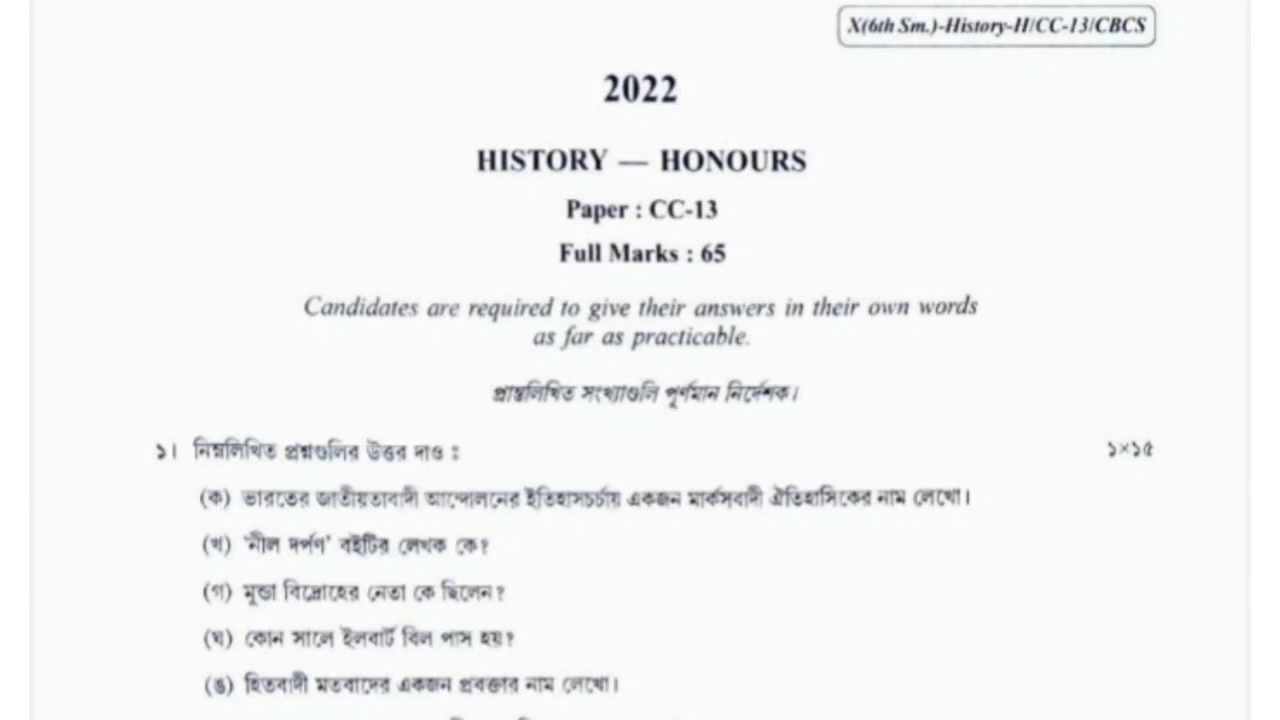 X(6th Sm.)-History-H/CC-13/CBCS
2022
HISTORY — HONOURS
Paper : CC-13
Full Marks : 65
Candidates are required to give their answers in their own words
as far as practicable.
প্রান্তলিখিত সংখ্যাগুলি পূর্ণমান নির্দেশক।
১। নিম্নলিখিত প্রশ্নগুলির উত্তর দাও : ১×১৫
(ক) ভারতের জাতীয়তাবাদী আন্দোলনের ইতিহাসচর্চায় একজন মার্কসবাদী ঐতিহাসিকের নাম লেখো।
(খ) 'নীল দর্পণ' বইটির লেখক কে?
(গ) মুন্ডা বিদ্রোহের নেতা কে ছিলেন?
(ঘ) কোন সালে ইলবার্ট বিল পাস হয়?
(ঙ) হিতবাদী মতবাদের একজন প্রবক্তার নাম লেখো।